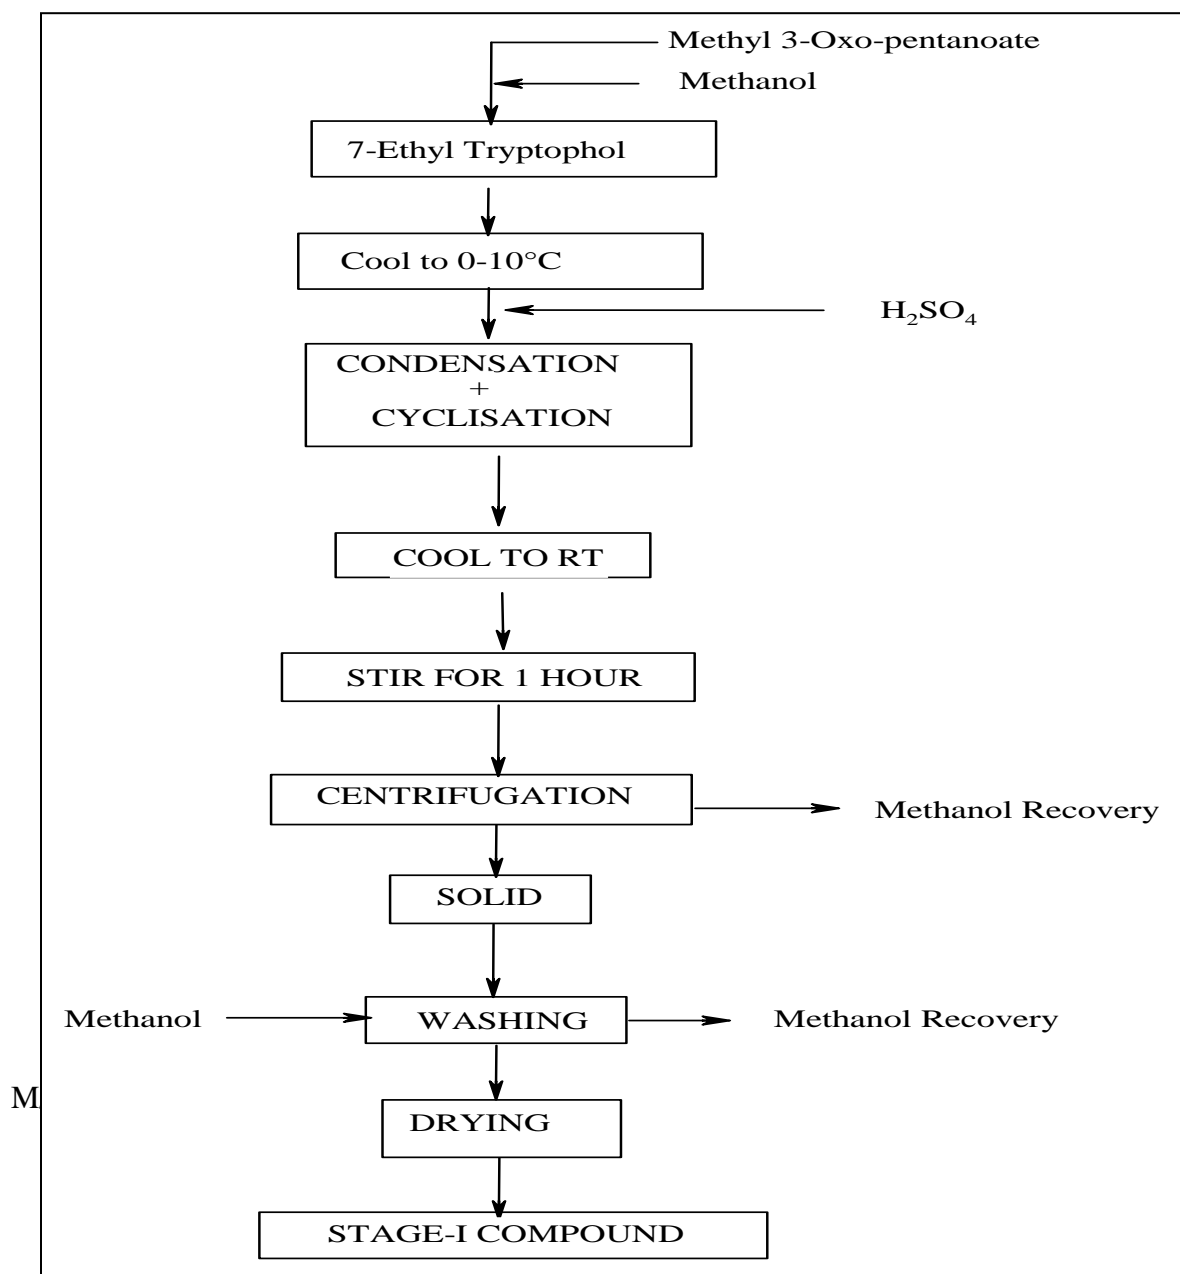 Methyl 3-Oxo-pentanoate
Methanol
7-Ethyl Tryptophol
Cool to 0-10°C
H₂SO₄
CONDENSATION
+
CYCLISATION
COOL TO RT
STIR FOR 1 HOUR
CENTRIFUGATION
Methanol Recovery
SOLID
Methanol
WASHING
Methanol Recovery
M
DRYING
STAGE-I COMPOUND